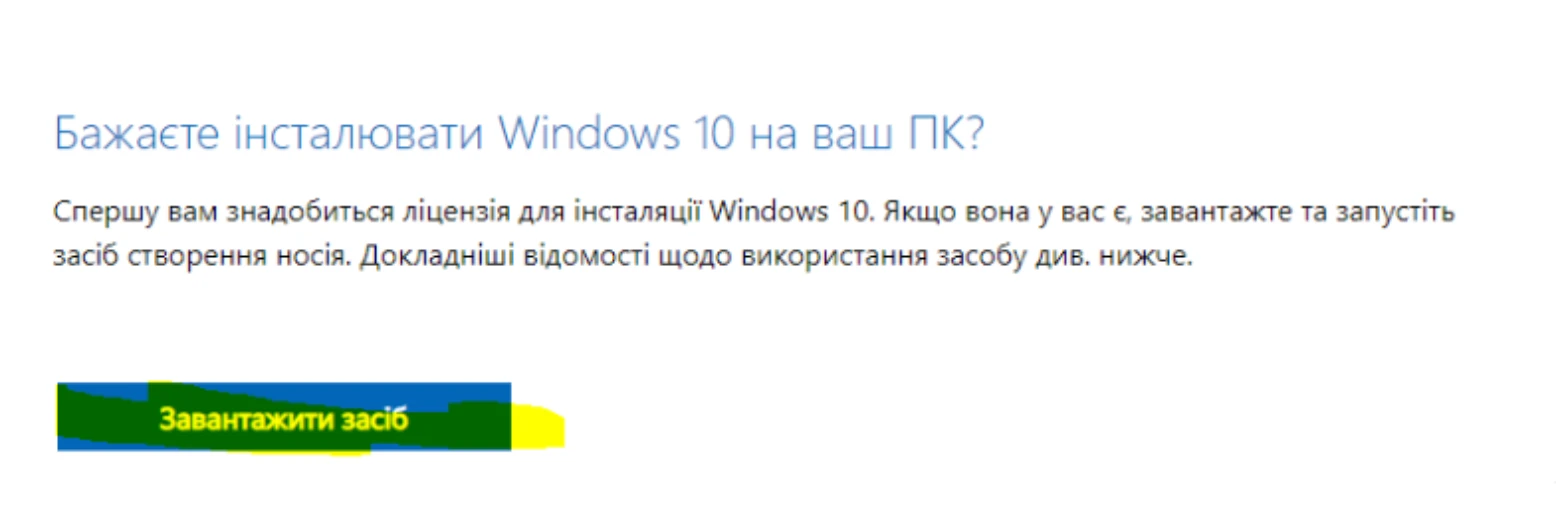 Бажаєте інсталювати Windows 10 на ваш ПК?
Спершу вам знадобиться ліцензія для інсталяції Windows 10. Якщо вона у вас є, завантажте та запустіть
засіб створення носія. Докладніші відомості щодо використання засобу див. нижче.
Завантажити засіб